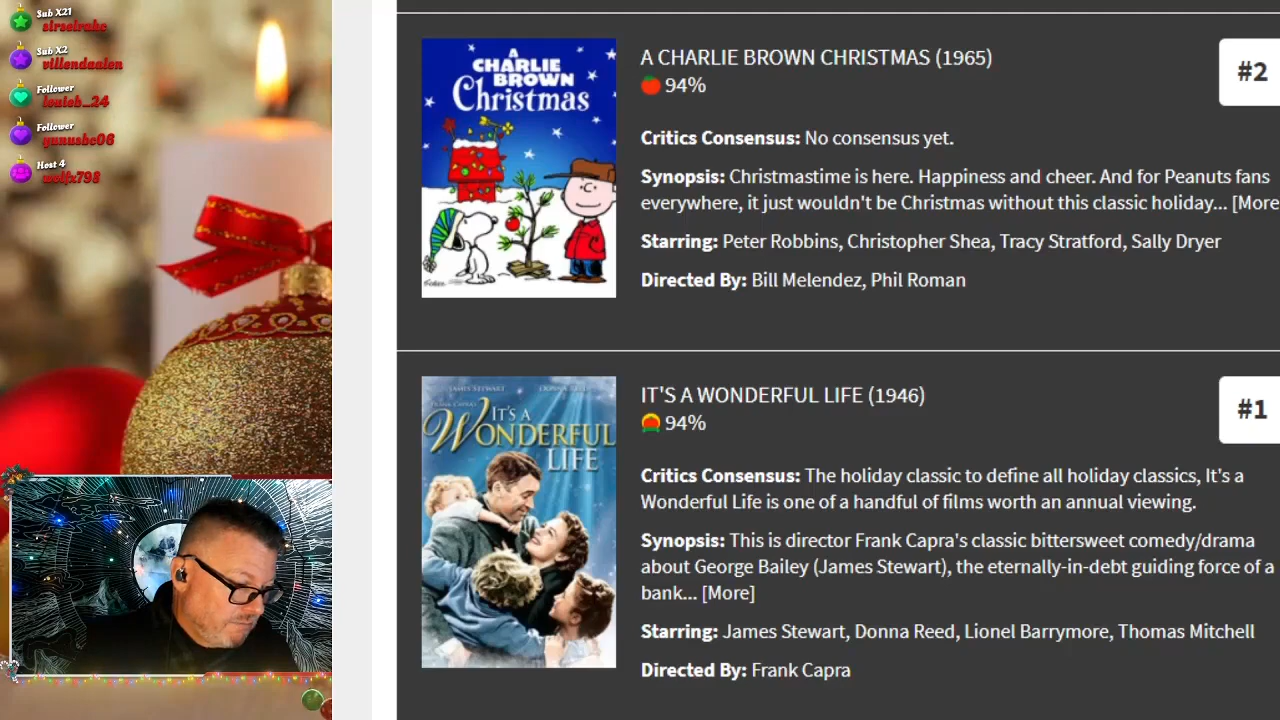 Sub X21
sirseirahc
Sub X2
villendaalen
Follower
Follower
yunusbc06
Host 4
wolfx798
A CHARLIE BROWN Christmas
A CHARLIE BROWN CHRISTMAS (1965)
94%
#2
Critics Consensus: No consensus yet.
Synopsis: Christmastime is here. Happiness and cheer. And for Peanuts fans
everywhere, it just wouldn't be Christmas without this classic holiday... [More
Starring: Peter Robbins, Christopher Shea, Tracy Stratford, Sally Dryer
Directed By: Bill Melendez, Phil Roman
JAMES STEWART DONNA REED
FRANK CAPRA'S
IT'S A
WONDERFUL
LIFE
IT'S A WONDERFUL LIFE (1946)
94%
#1
Critics Consensus: The holiday classic to define all holiday classics, It's a
Wonderful Life is one of a handful of films worth an annual viewing.
Synopsis: This is director Frank Capra's classic bittersweet comedy/drama
about George Bailey (James Stewart), the eternally-in-debt guiding force of a
bank... [More]
Starring: James Stewart, Donna Reed, Lionel Barrymore, Thomas Mitchell
Directed By: Frank Capra